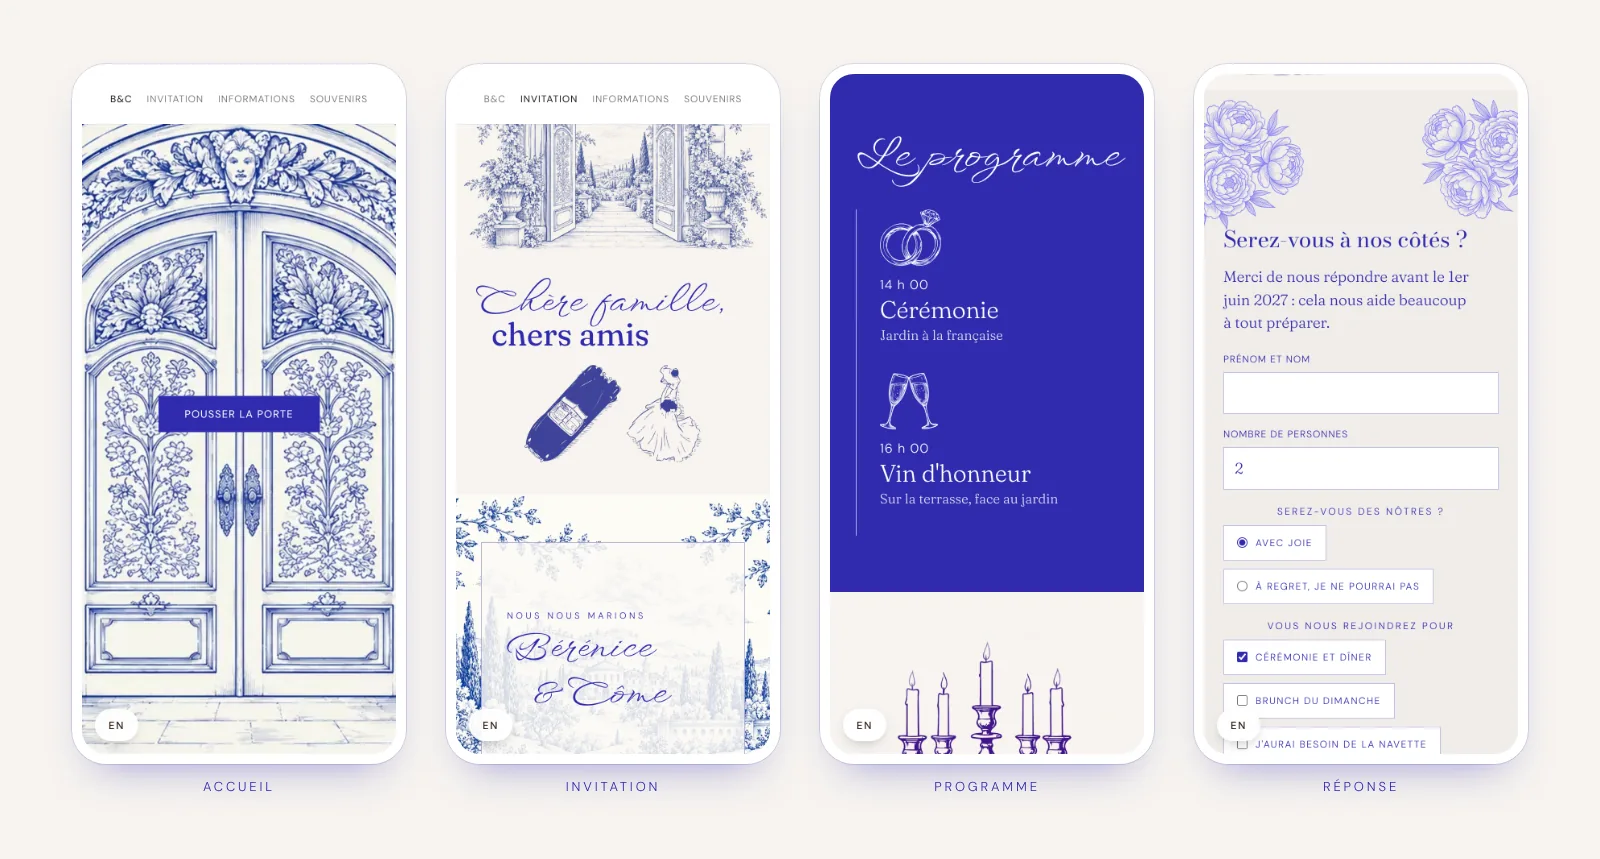 B&C INVITATION INFORMATIONS SOUVENIRS
POUSSER LA PORTE
EN
ACCUEIL
B&C INVITATION INFORMATIONS SOUVENIRS
Chère famille,
chers amis
NOUS NOUS MARIONS
Bérénice
& Côme
EN
INVITATION
Le programme
14 h 00
Cérémonie
Jardin à la française
16 h 00
Vin d'honneur
Sur la terrasse, face au jardin
EN
PROGRAMME
Serez-vous à nos côtés ?
Merci de nous répondre avant le 1er
juin 2027 : cela nous aide beaucoup
à tout préparer.
PRÉNOM ET NOM
NOMBRE DE PERSONNES
2
SEREZ-VOUS DES NÔTRES ?
AVEC JOIE
À REGRET, JE NE POURRAI PAS
VOUS NOUS REJOINDREZ POUR
CÉRÉMONIE ET DÎNER
BRUNCH DU DIMANCHE
EN
J'AURAI BESOIN DE LA NAVETTE
RÉPONSE